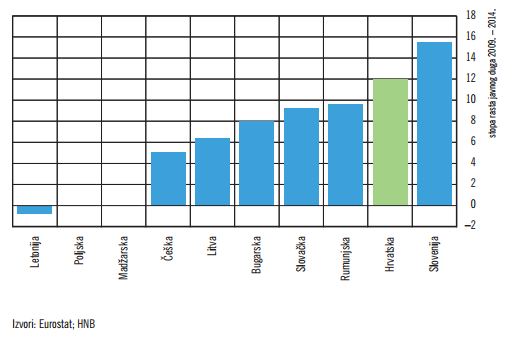 18
16
14
12
10
8
6
4
2
0
–2
stopa rasta javnog duga 2009. – 2014.
Letonija
Poljska
Madžarska
Češka
Litva
Bugarska
Slovačka
Rumunjska
Hrvatska
Slovenija
Izvori: Eurostat; HNB